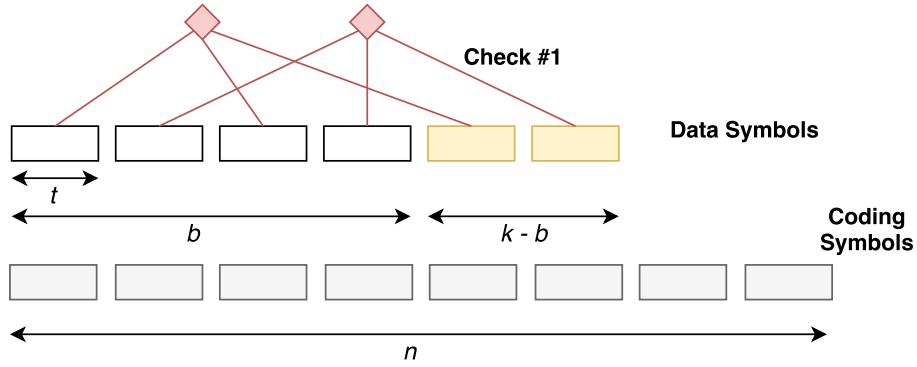 Check #1
Data Symbols
t
b
k - b
Coding
Symbols
n